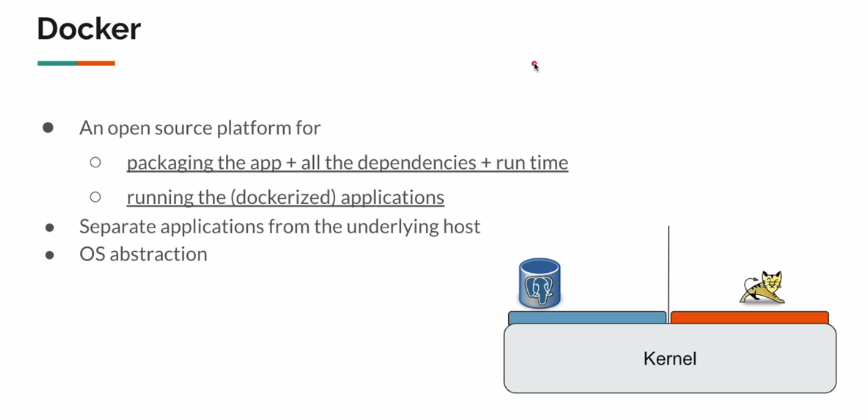 Docker
An open source platform for
packaging the app + all the dependencies + run time
running the (dockerized) applications
Separate applications from the underlying host
OS abstraction
Kernel